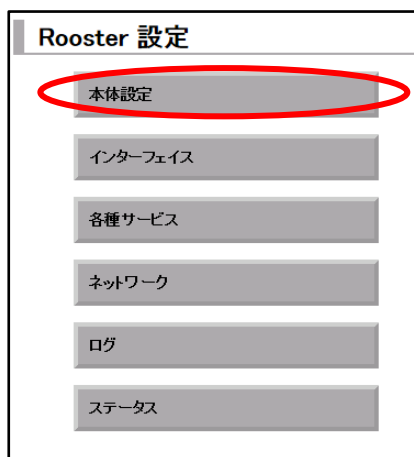 Rooster 設定
本体設定
インターフェイス
各種サービス
ネットワーク
ログ
ステータス